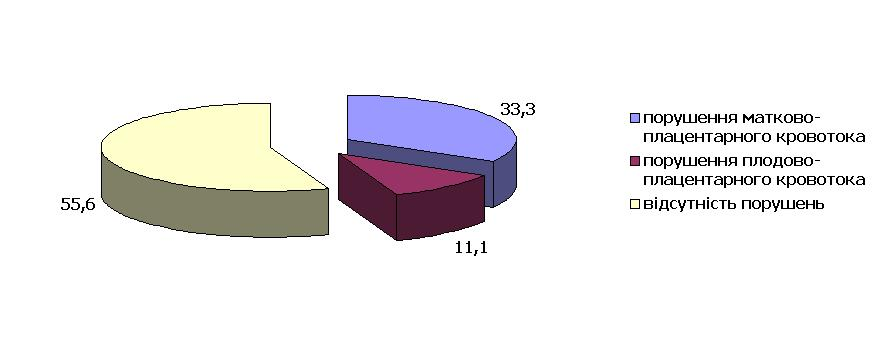 33,3
порушення матково-
плацентарного кровотока
порушення плодово-
плацентарного кровотока
відсутність порушень
55,6
11,1